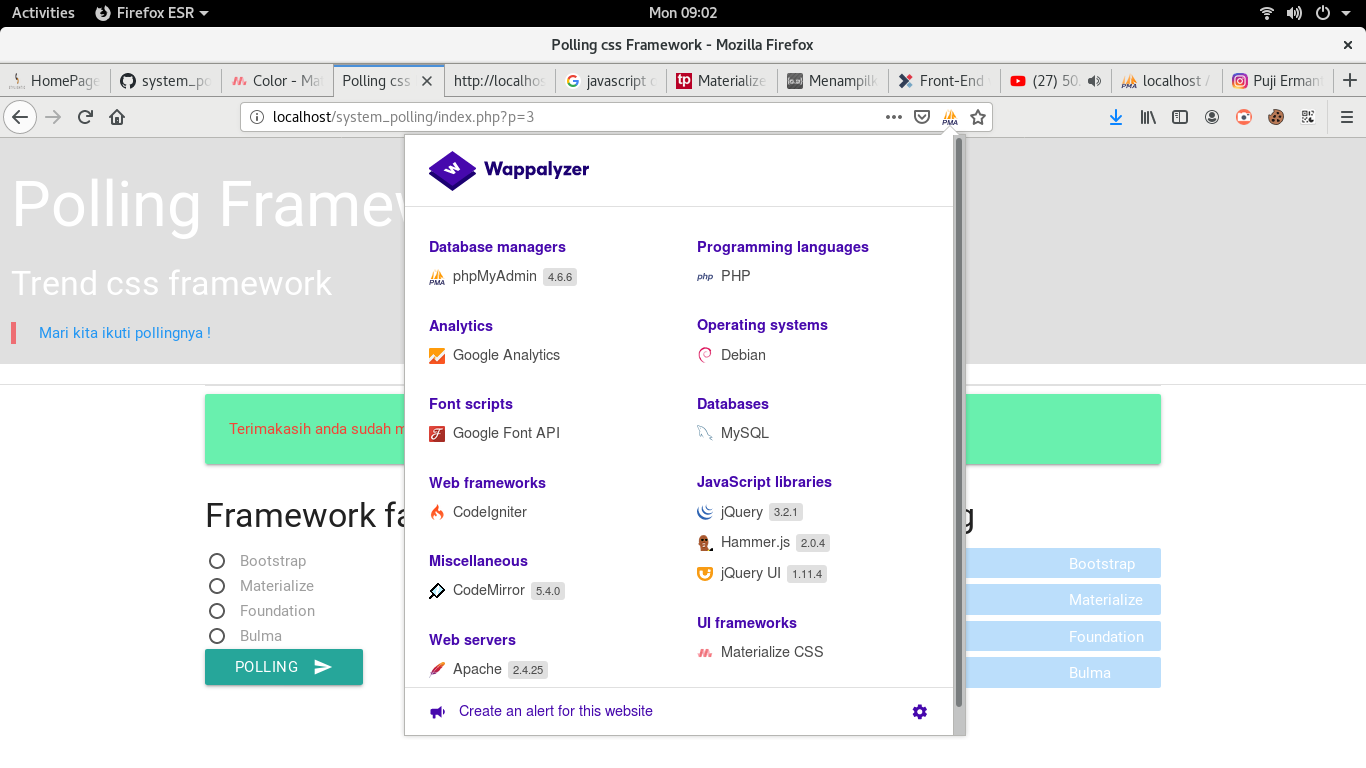 Activities Firefox ESR Mon 09:02
Polling css Framework - Mozilla Firefox
HomePage system_po Color - Ma Polling css http://localhos javascript Materialize Menampilk Front-End (27) 50 localhost / Puji Erman
localhost/system_polling/index.php?p=3
Wappalyzer
Polling Framew
Trend css framework
Mari kita ikuti pollingnya !
Terimakasih anda sudah m
Framework fa
g
Bootstrap
Materialize
Foundation
Bulma
POLLING
Database managers
phpMyAdmin 4.6.6
Analytics
Google Analytics
Font scripts
Google Font API
Web frameworks
CodeIgniter
Miscellaneous
CodeMirror 5.4.0
Web servers
Apache 2.4.25
Programming languages
php PHP
Operating systems
Debian
Databases
MySQL
JavaScript libraries
jQuery 3.2.1
Hammer.js 2.0.4
jQuery UI 1.11.4
UI frameworks
Materialize CSS
Create an alert for this website
Bootstrap
Materialize
Foundation
Bulma